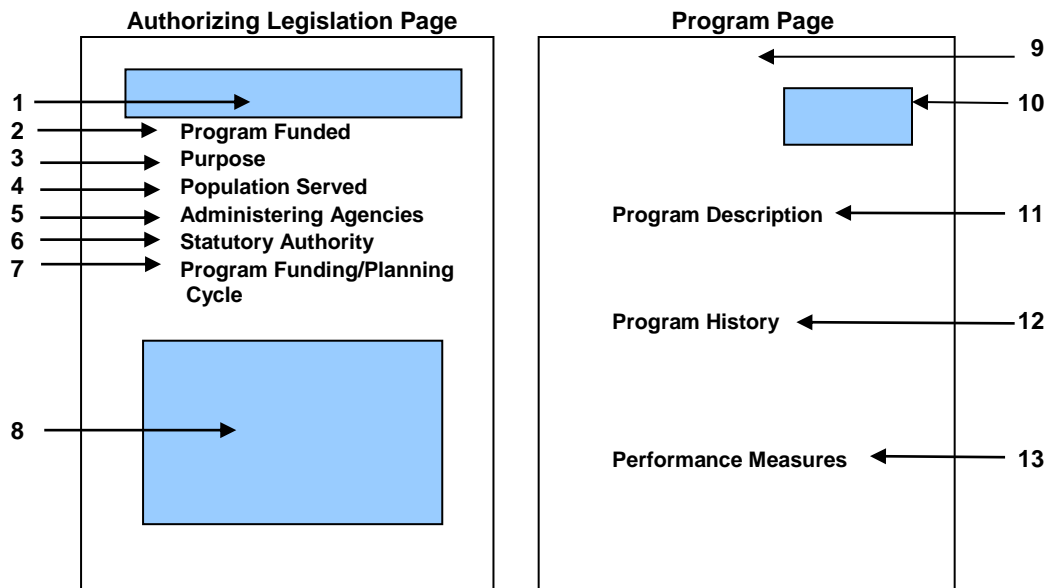 Authorizing Legislation Page
1
2 Program Funded
3 Purpose
4 Population Served
5 Administering Agencies
6 Statutory Authority
7 Program Funding/Planning
Cycle
8
Program Page
9
10
Program Description 11
Program History 12
Performance Measures 13